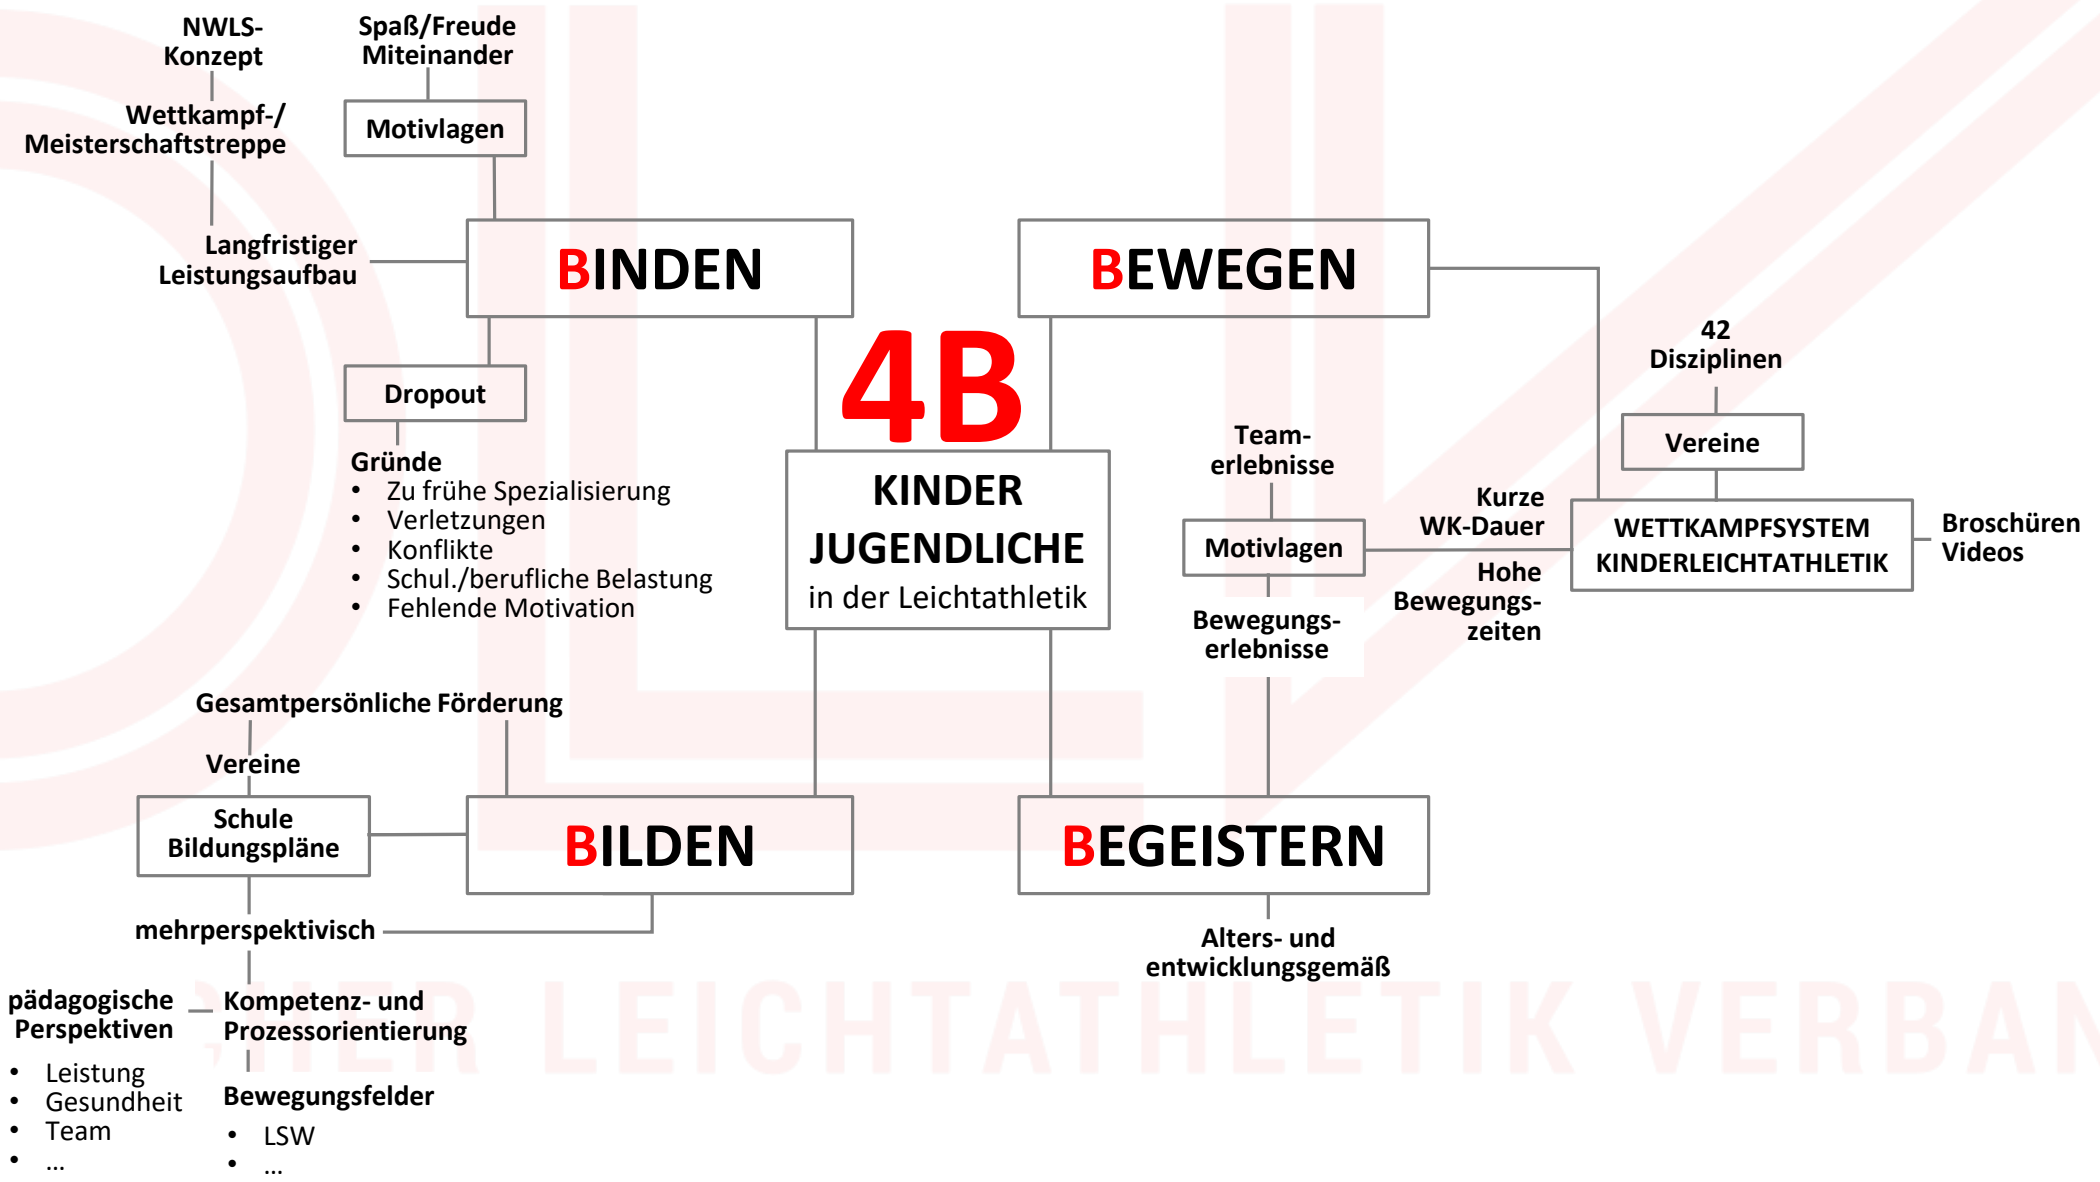 NWLS-
Konzept
Wettkampf-/
Meisterschaftstreppe
Langfristiger
Leistungsaufbau
Spaß/Freude
Miteinander
Motivlagen
BINDEN
Dropout
Gründe
• Zu frühe Spezialisierung
• Verletzungen
• Konflikte
• Schul./berufliche Belastung
• Fehlende Motivation
4B
KINDER
JUGENDLICHE
in der Leichtathletik
BEWEGEN
42
Disziplinen
Vereine
WETTKAMPFSYSTEM
KINDERLEICHTATHLETIK
Broschüren
Videos
Kurze
WK-Dauer
Hohe
Bewegungs-
zeiten
Team-
erlebnisse
Motivlagen
Bewegungs-
erlebnisse
BEGEISTERN
Alters- und
entwicklungsgemäß
Gesamtpersönliche Förderung
Vereine
Schule
Bildungspläne
BILDEN
mehrperspektivisch
pädagogische
Perspektiven
• Leistung
• Gesundheit
• Team
• ...
Kompetenz- und
Prozessorientierung
Bewegungsfelder
• LSW
• ...
CHER LEICHTATHLETIK VERBAN